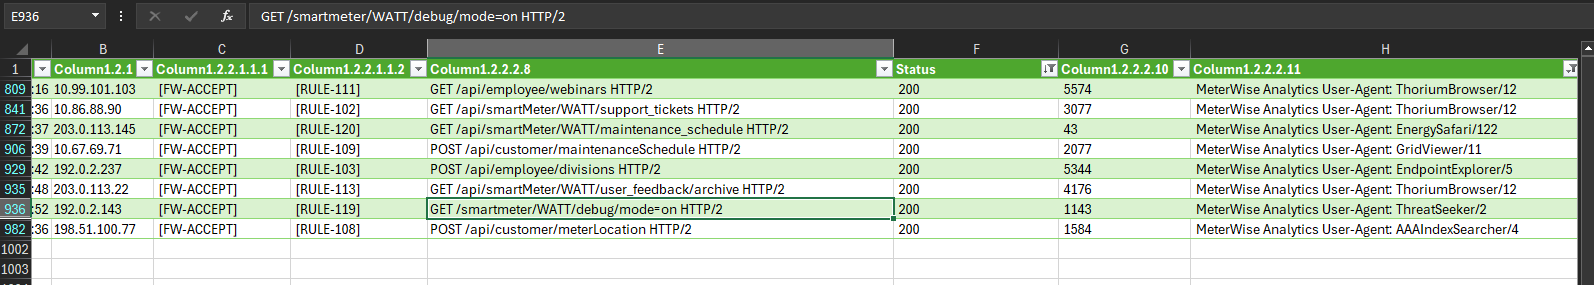 E936 fx GET /smartmeter/WATT/debug/mode=on HTTP/2
B C D E F G H
1 Column1.2.1 Column1.2.2.1.1.1 Column1.2.2.1.1.2 Column1.2.2.2.8 Status Column1.2.2.2.10 Column1.2.2.2.11
809 :16 10.99.101.103 [FW-ACCEPT] [RULE-111] GET /api/employee/webinars HTTP/2 200 5574 MeterWise Analytics User-Agent: ThoriumBrowser/12
841 :36 10.86.88.90 [FW-ACCEPT] [RULE-102] GET /api/smartMeter/WATT/support_tickets HTTP/2 200 3077 MeterWise Analytics User-Agent: ThoriumBrowser/12
872 :37 203.0.113.145 [FW-ACCEPT] [RULE-120] GET /api/smartMeter/WATT/maintenance_schedule HTTP/2 200 43 MeterWise Analytics User-Agent: EnergySafari/122
906 :39 10.67.69.71 [FW-ACCEPT] [RULE-109] POST /api/customer/maintenanceSchedule HTTP/2 200 2077 MeterWise Analytics User-Agent: GridViewer/11
929 :42 192.0.2.237 [FW-ACCEPT] [RULE-103] POST /api/employee/divisions HTTP/2 200 5344 MeterWise Analytics User-Agent: EndpointExplorer/5
935 :48 203.0.113.22 [FW-ACCEPT] [RULE-113] GET /api/smartMeter/WATT/user_feedback/archive HTTP/2 200 4176 MeterWise Analytics User-Agent: ThoriumBrowser/12
936 :52 192.0.2.143 [FW-ACCEPT] [RULE-119] GET /smartmeter/WATT/debug/mode=on HTTP/2 200 1143 MeterWise Analytics User-Agent: ThreatSeeker/2
982 :36 198.51.100.77 [FW-ACCEPT] [RULE-108] POST /api/customer/meterLocation HTTP/2 200 1584 MeterWise Analytics User-Agent: AAAIndexSearcher/4
1002
1003